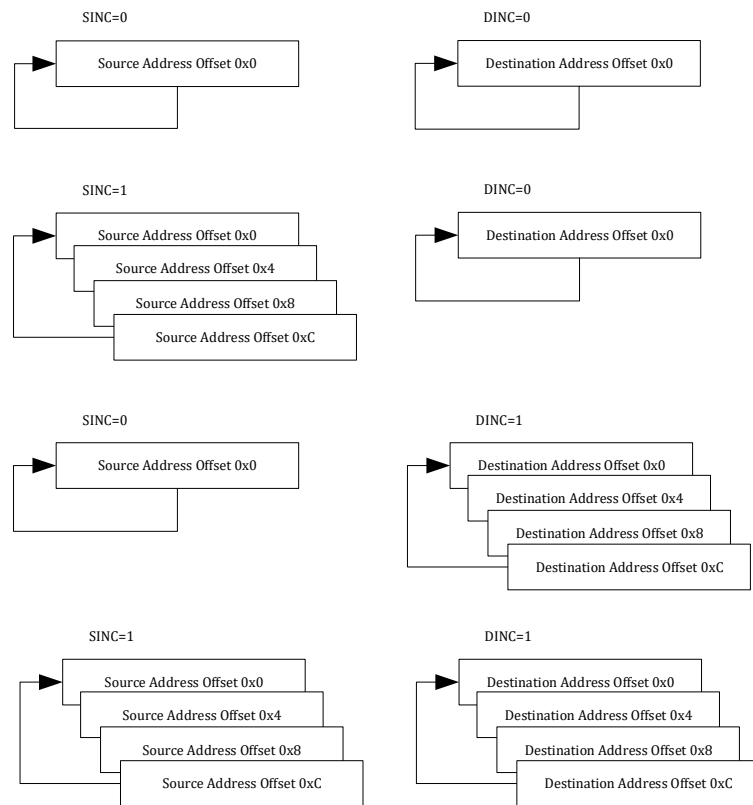 SINC=0
DINC=0
Source Address Offset 0x0
Destination Address Offset 0x0
SINC=1
DINC=0
Source Address Offset 0x0
Source Address Offset 0x4
Source Address Offset 0x8
Source Address Offset 0xC
Destination Address Offset 0x0
SINC=0
DINC=1
Source Address Offset 0x0
Destination Address Offset 0x0
Destination Address Offset 0x4
Destination Address Offset 0x8
Destination Address Offset 0xC
SINC=1
DINC=1
Source Address Offset 0x0
Source Address Offset 0x4
Source Address Offset 0x8
Source Address Offset 0xC
Destination Address Offset 0x0
Destination Address Offset 0x4
Destination Address Offset 0x8
Destination Address Offset 0xC